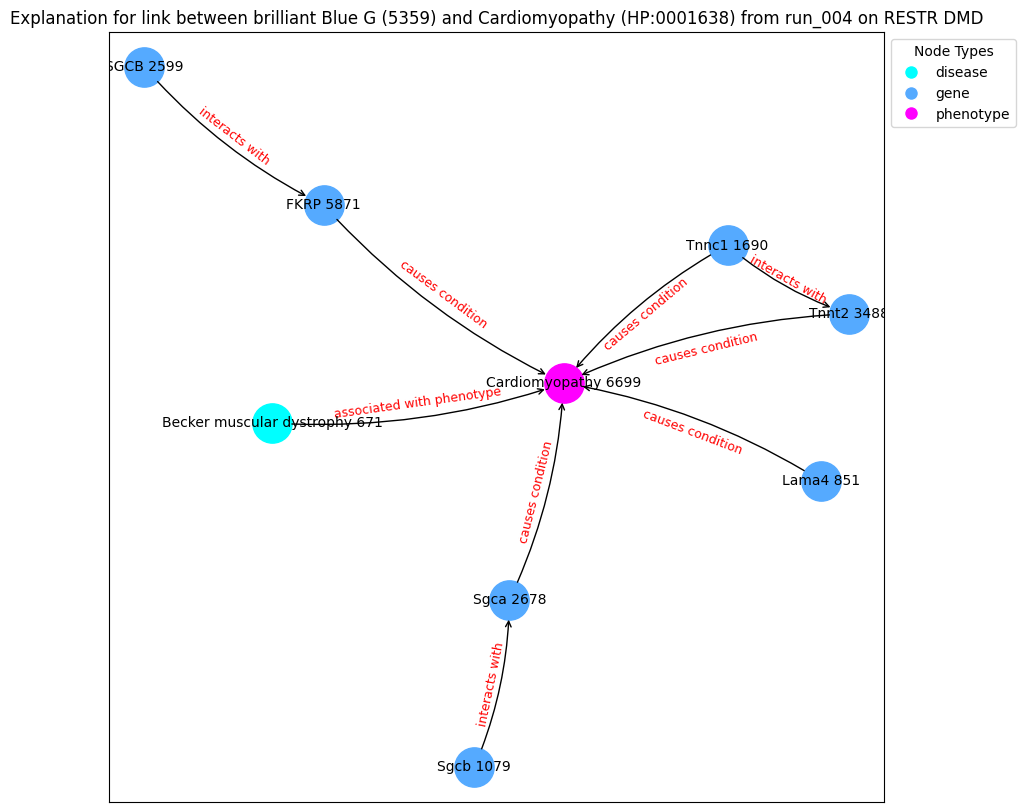 Explanation for link between brilliant Blue G (5359) and Cardiomyopathy (HP:0001638) from run_004 on RESTR DMD
Node Types
disease
gene
phenotype
SGCB 2599
interacts with
FKRP 5871
causes condition
Tnnc1 1690
interacts with
Tnnt2 3488
causes condition
causes condition
Cardiomyopathy 6699
associated with phenotype
Becker muscular dystrophy 671
causes condition
Lama4 851
causes condition
Sgca 2678
interacts with
Sgcb 1079